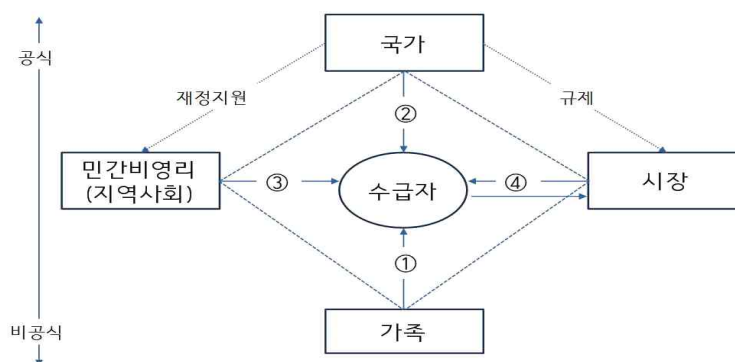 국가
공식
재정지원
규제
②
민간비영리
(지역사회)
③
수급자
④
시장
①
비공식
가족